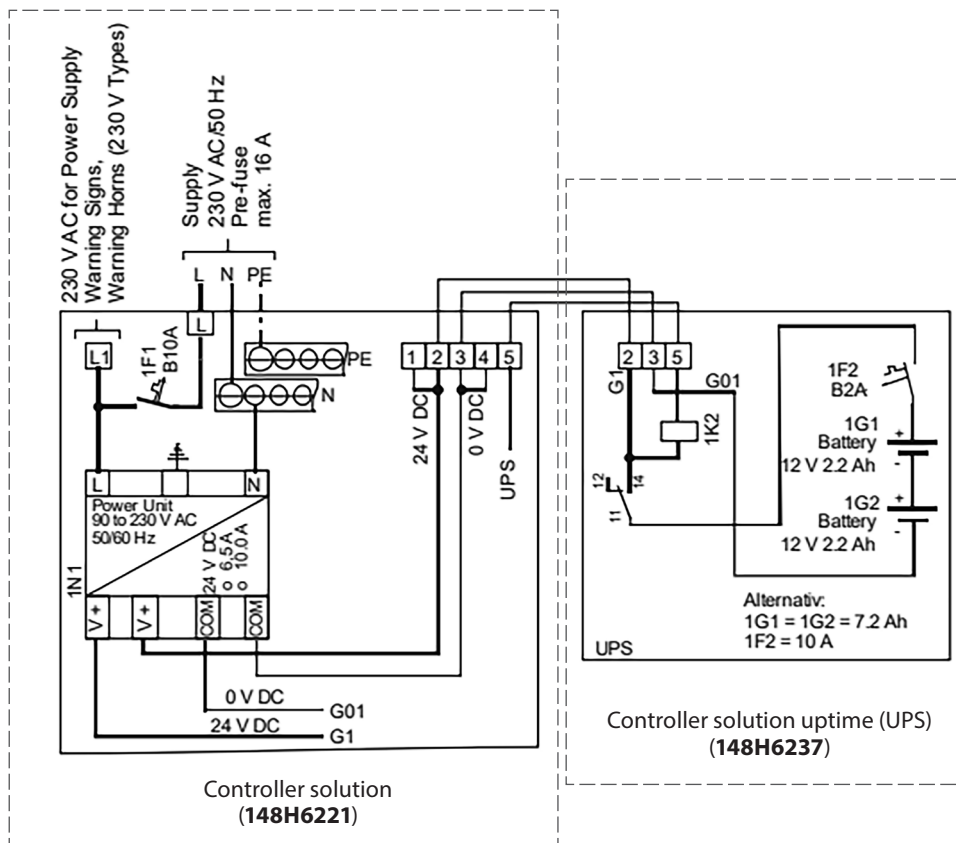 230 V AC for Power Supply
Warning Signs,
Warning Horns (230 V Types)
Supply
230 V AC/50 Hz
Pre-fuse
max. 16 A
L N PE
L
L1
1F1
B10A
PE
N
1 2 3 4 5
24 V DC
0 V DC
UPS
L N
Power Unit
90 to 230 V AC
50/60 Hz
24 V DC
o 6.5 A
o 10.0 A
1N1
V+ V+ COM COM
0 V DC
G01
24 V DC
G1
Controller solution
(148H6221)
2 3 5
G1
G01
1K2
12 14
11
1F2
B2A
1G1
Battery
12 V 2.2 Ah
+
-
1G2
Battery
12 V 2.2 Ah
+
-
Alternativ:
1G1 = 1G2 = 7.2 Ah
1F2 = 10 A
UPS
Controller solution uptime (UPS)
(148H6237)